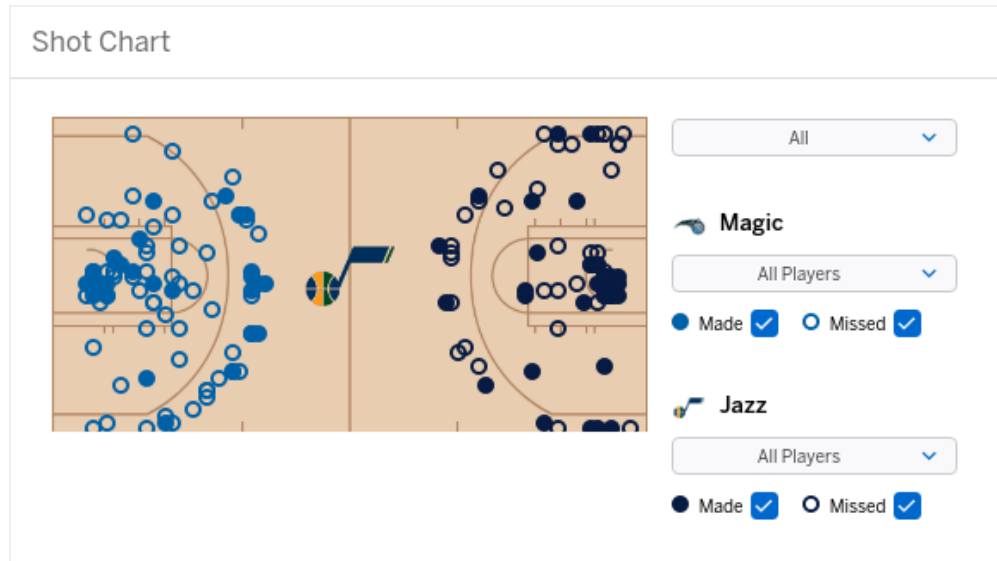 Shot Chart
All
Magic
All Players
Made
Missed
Jazz
All Players
Made
Missed